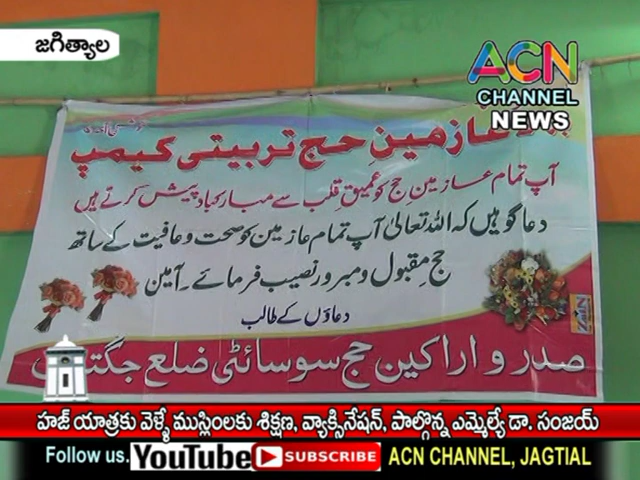 జగిత్యాల
ACN
CHANNEL
NEWS
عازمینِ حج تربیتی کیمپ
آپ تمام عازمینِ حج کو عمیق قلب سے مبارکباد پیش کرتے ہیں
دعا گو ہیں کہ اللہ تعالیٰ آپ تمام عازمین کو صحت و عافیت کے ساتھ
حج مقبول و مبرور نصیب فرمائے۔ آمین
دعاؤں کے طالب
صدر و اراکین حج سوسائٹی ضلع
హజ్ యాత్రకు వెళ్ళే ముస్లింలకు శిక్షణ, వ్యాక్సినేషన్, పాల్గొన్న ఎమ్మెల్యే డా. సంజయ్
Follow us. YouTube SUBSCRIBE ACN CHANNEL, JAGTIAL